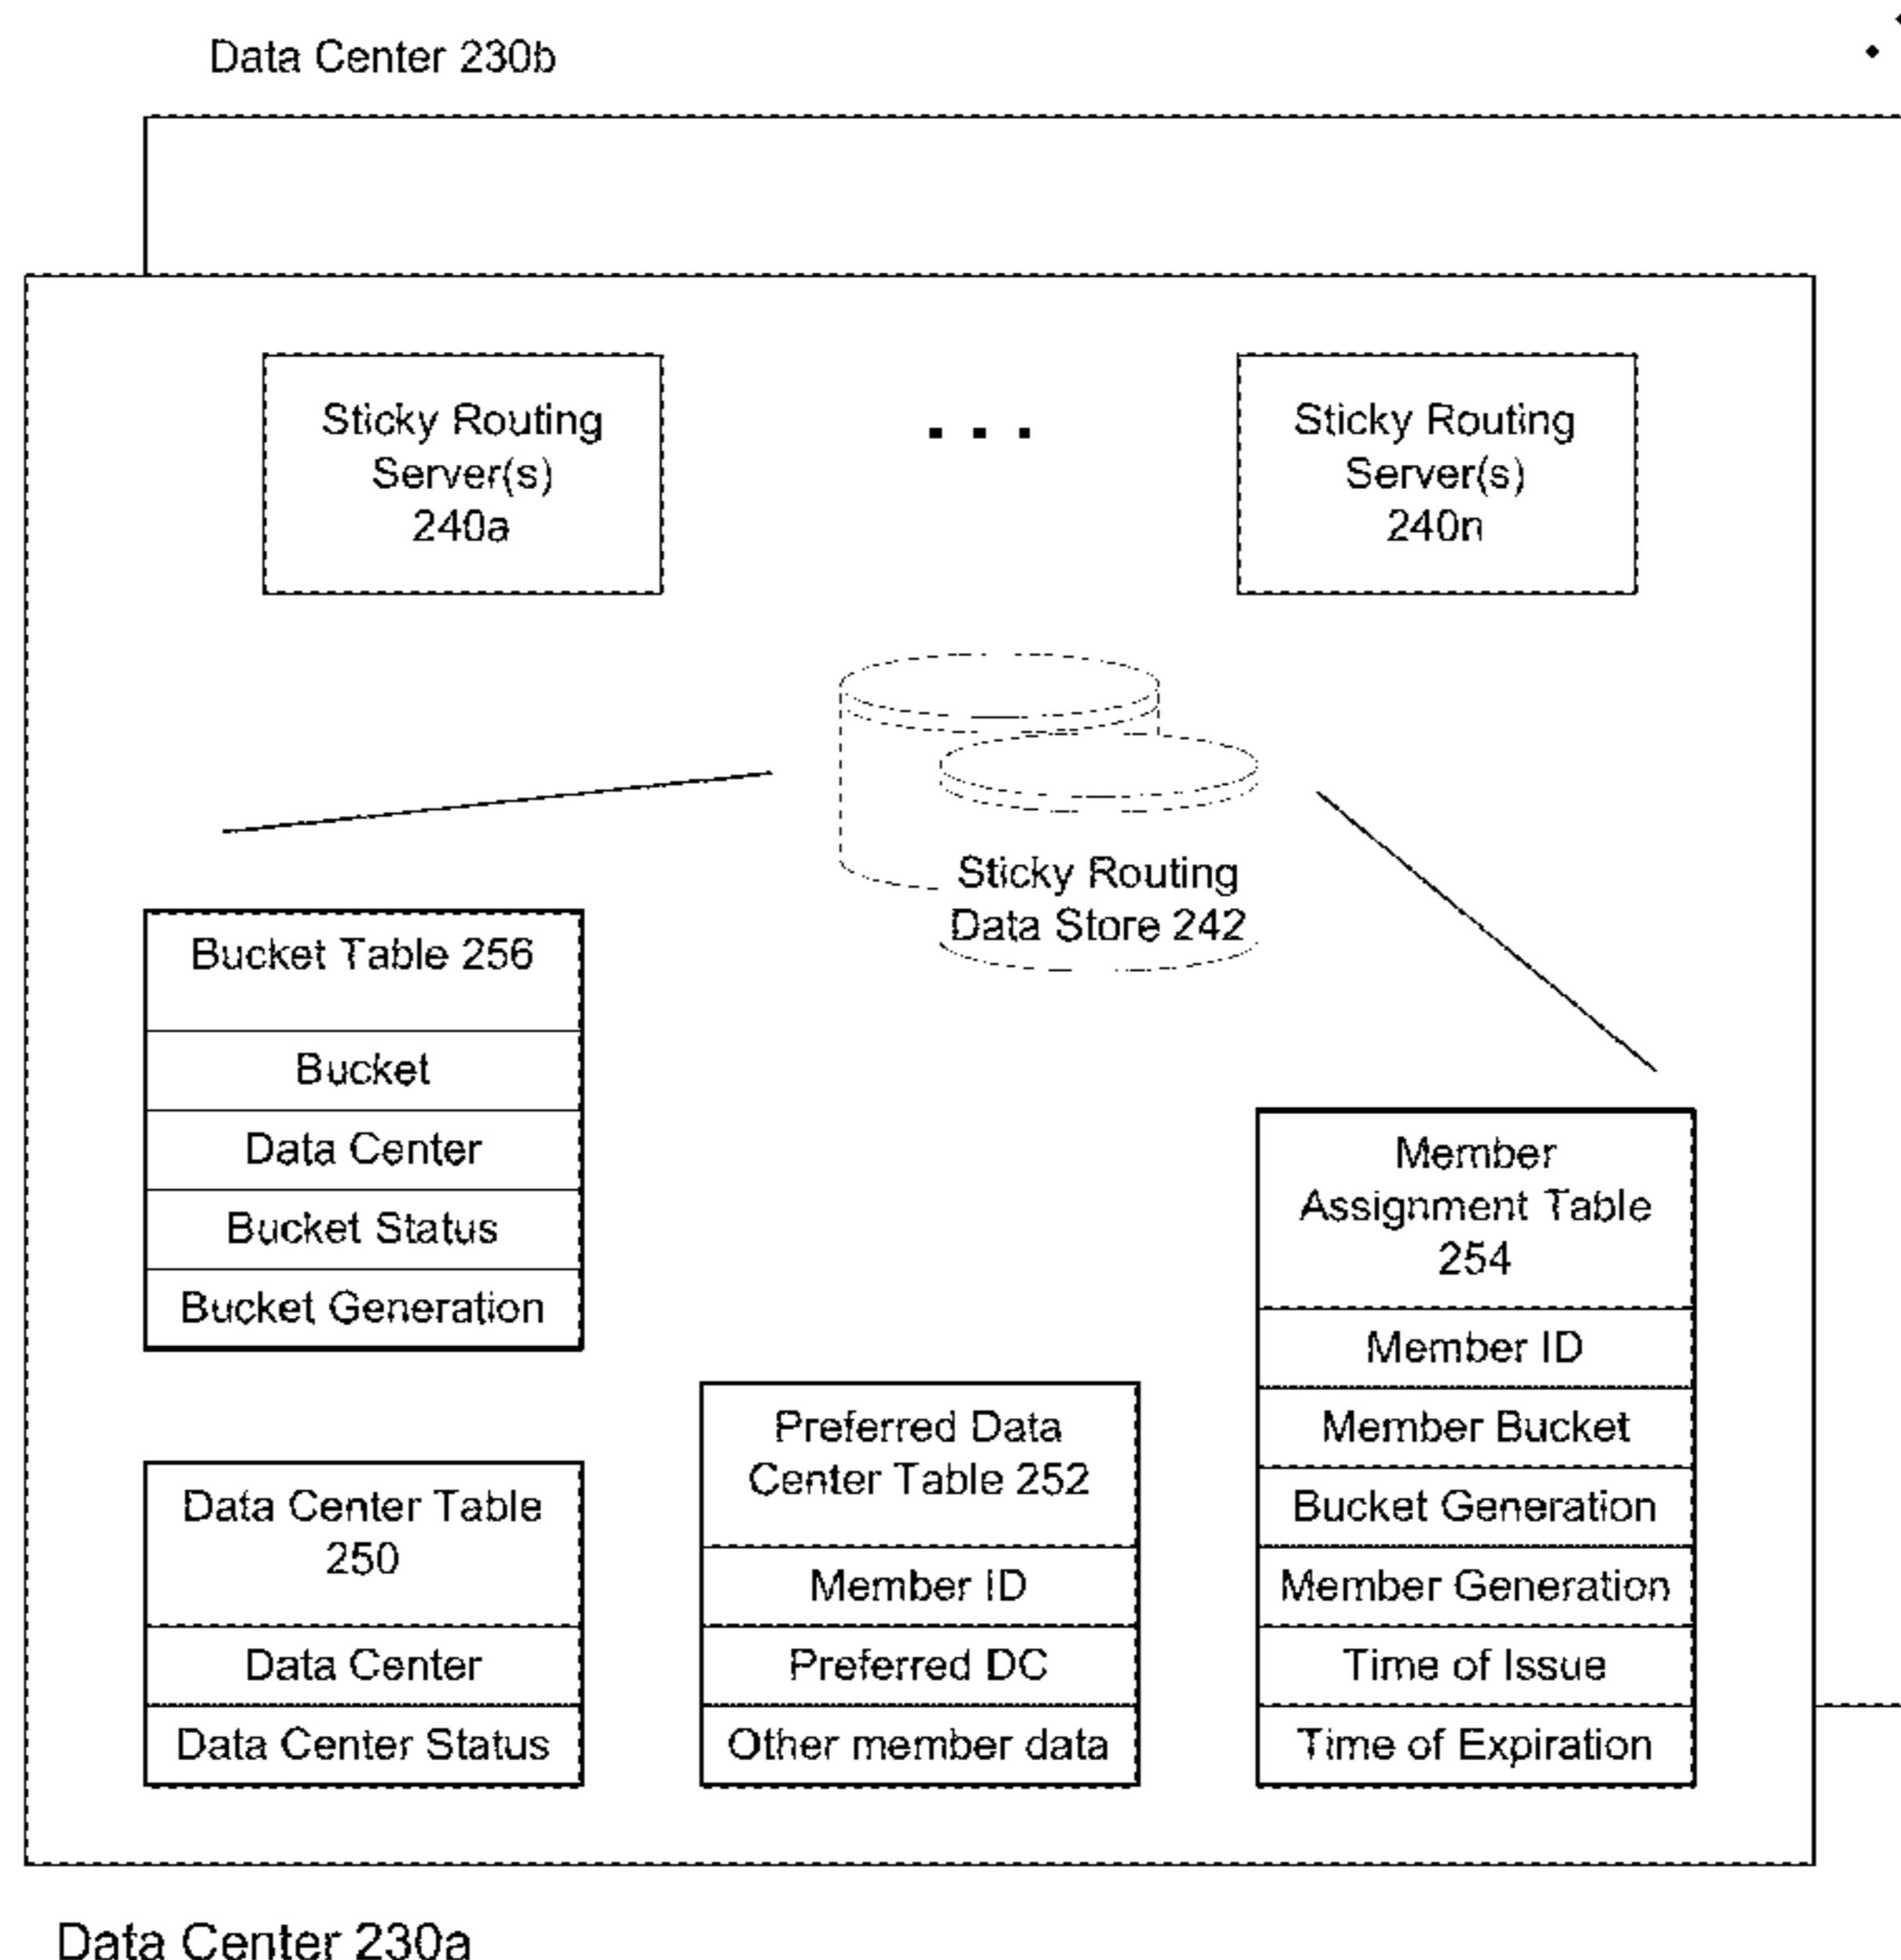 Data Center 230b
Sticky Routing
Server(s)
240a
. . .
Sticky Routing
Server(s)
240n
Sticky Routing
Data Store 242
Bucket Table 256
Bucket
Data Center
Bucket Status
Bucket Generation
Data Center Table
250
Data Center
Data Center Status
Preferred Data
Center Table 252
Member ID
Preferred DC
Other member data
Member
Assignment Table
254
Member ID
Member Bucket
Bucket Generation
Member Generation
Time of Issue
Time of Expiration
Data Center 230a